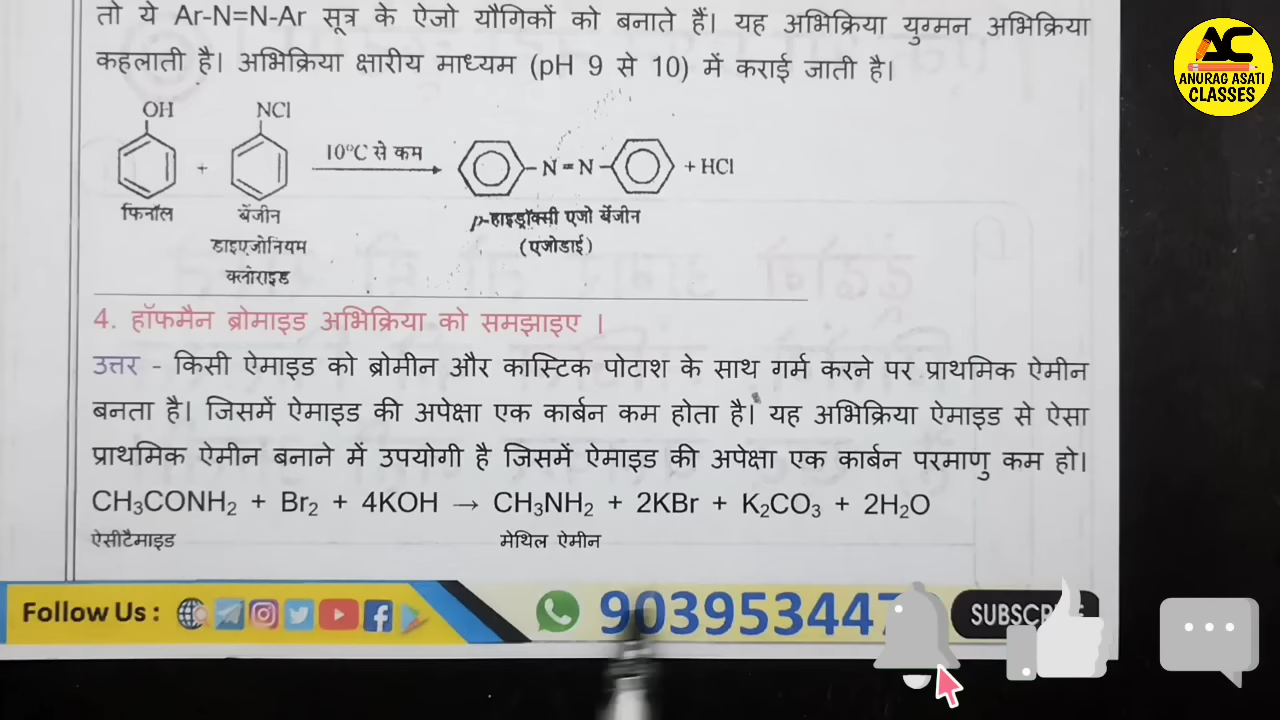 तो ये Ar-N=N-Ar सूत्र के ऐजो यौगिकों को बनाते हैं। यह अभिक्रिया युग्मन अभिक्रिया
कहलाती है। अभिक्रिया क्षारीय माध्यम (pH 9 से 10) में कराई जाती है।
ANURAG ASATI
CLASSES
OH NCl
+ 10°C से कम N = N + HCl
फिनॉल बेंजीन p-हाइड्रॉक्सी एजो बेंजीन
डाइएजोनियम (एजोडाई)
क्लोराइड
4. हॉफमैन ब्रोमाइड अभिक्रिया को समझाइए ।
उत्तर - किसी ऐमाइड को ब्रोमीन और कास्टिक पोटाश के साथ गर्म करने पर प्राथमिक ऐमीन
बनता है। जिसमें ऐमाइड की अपेक्षा एक कार्बन कम होता है। यह अभिक्रिया ऐमाइड से ऐसा
प्राथमिक ऐमीन बनाने में उपयोगी है जिसमें ऐमाइड की अपेक्षा एक कार्बन परमाणु कम हो।
CH₃CONH₂ + Br₂ + 4KOH → CH₃NH₂ + 2KBr + K₂CO₃ + 2H₂O
ऐसीटैमाइड मेथिल ऐमीन
Follow Us :